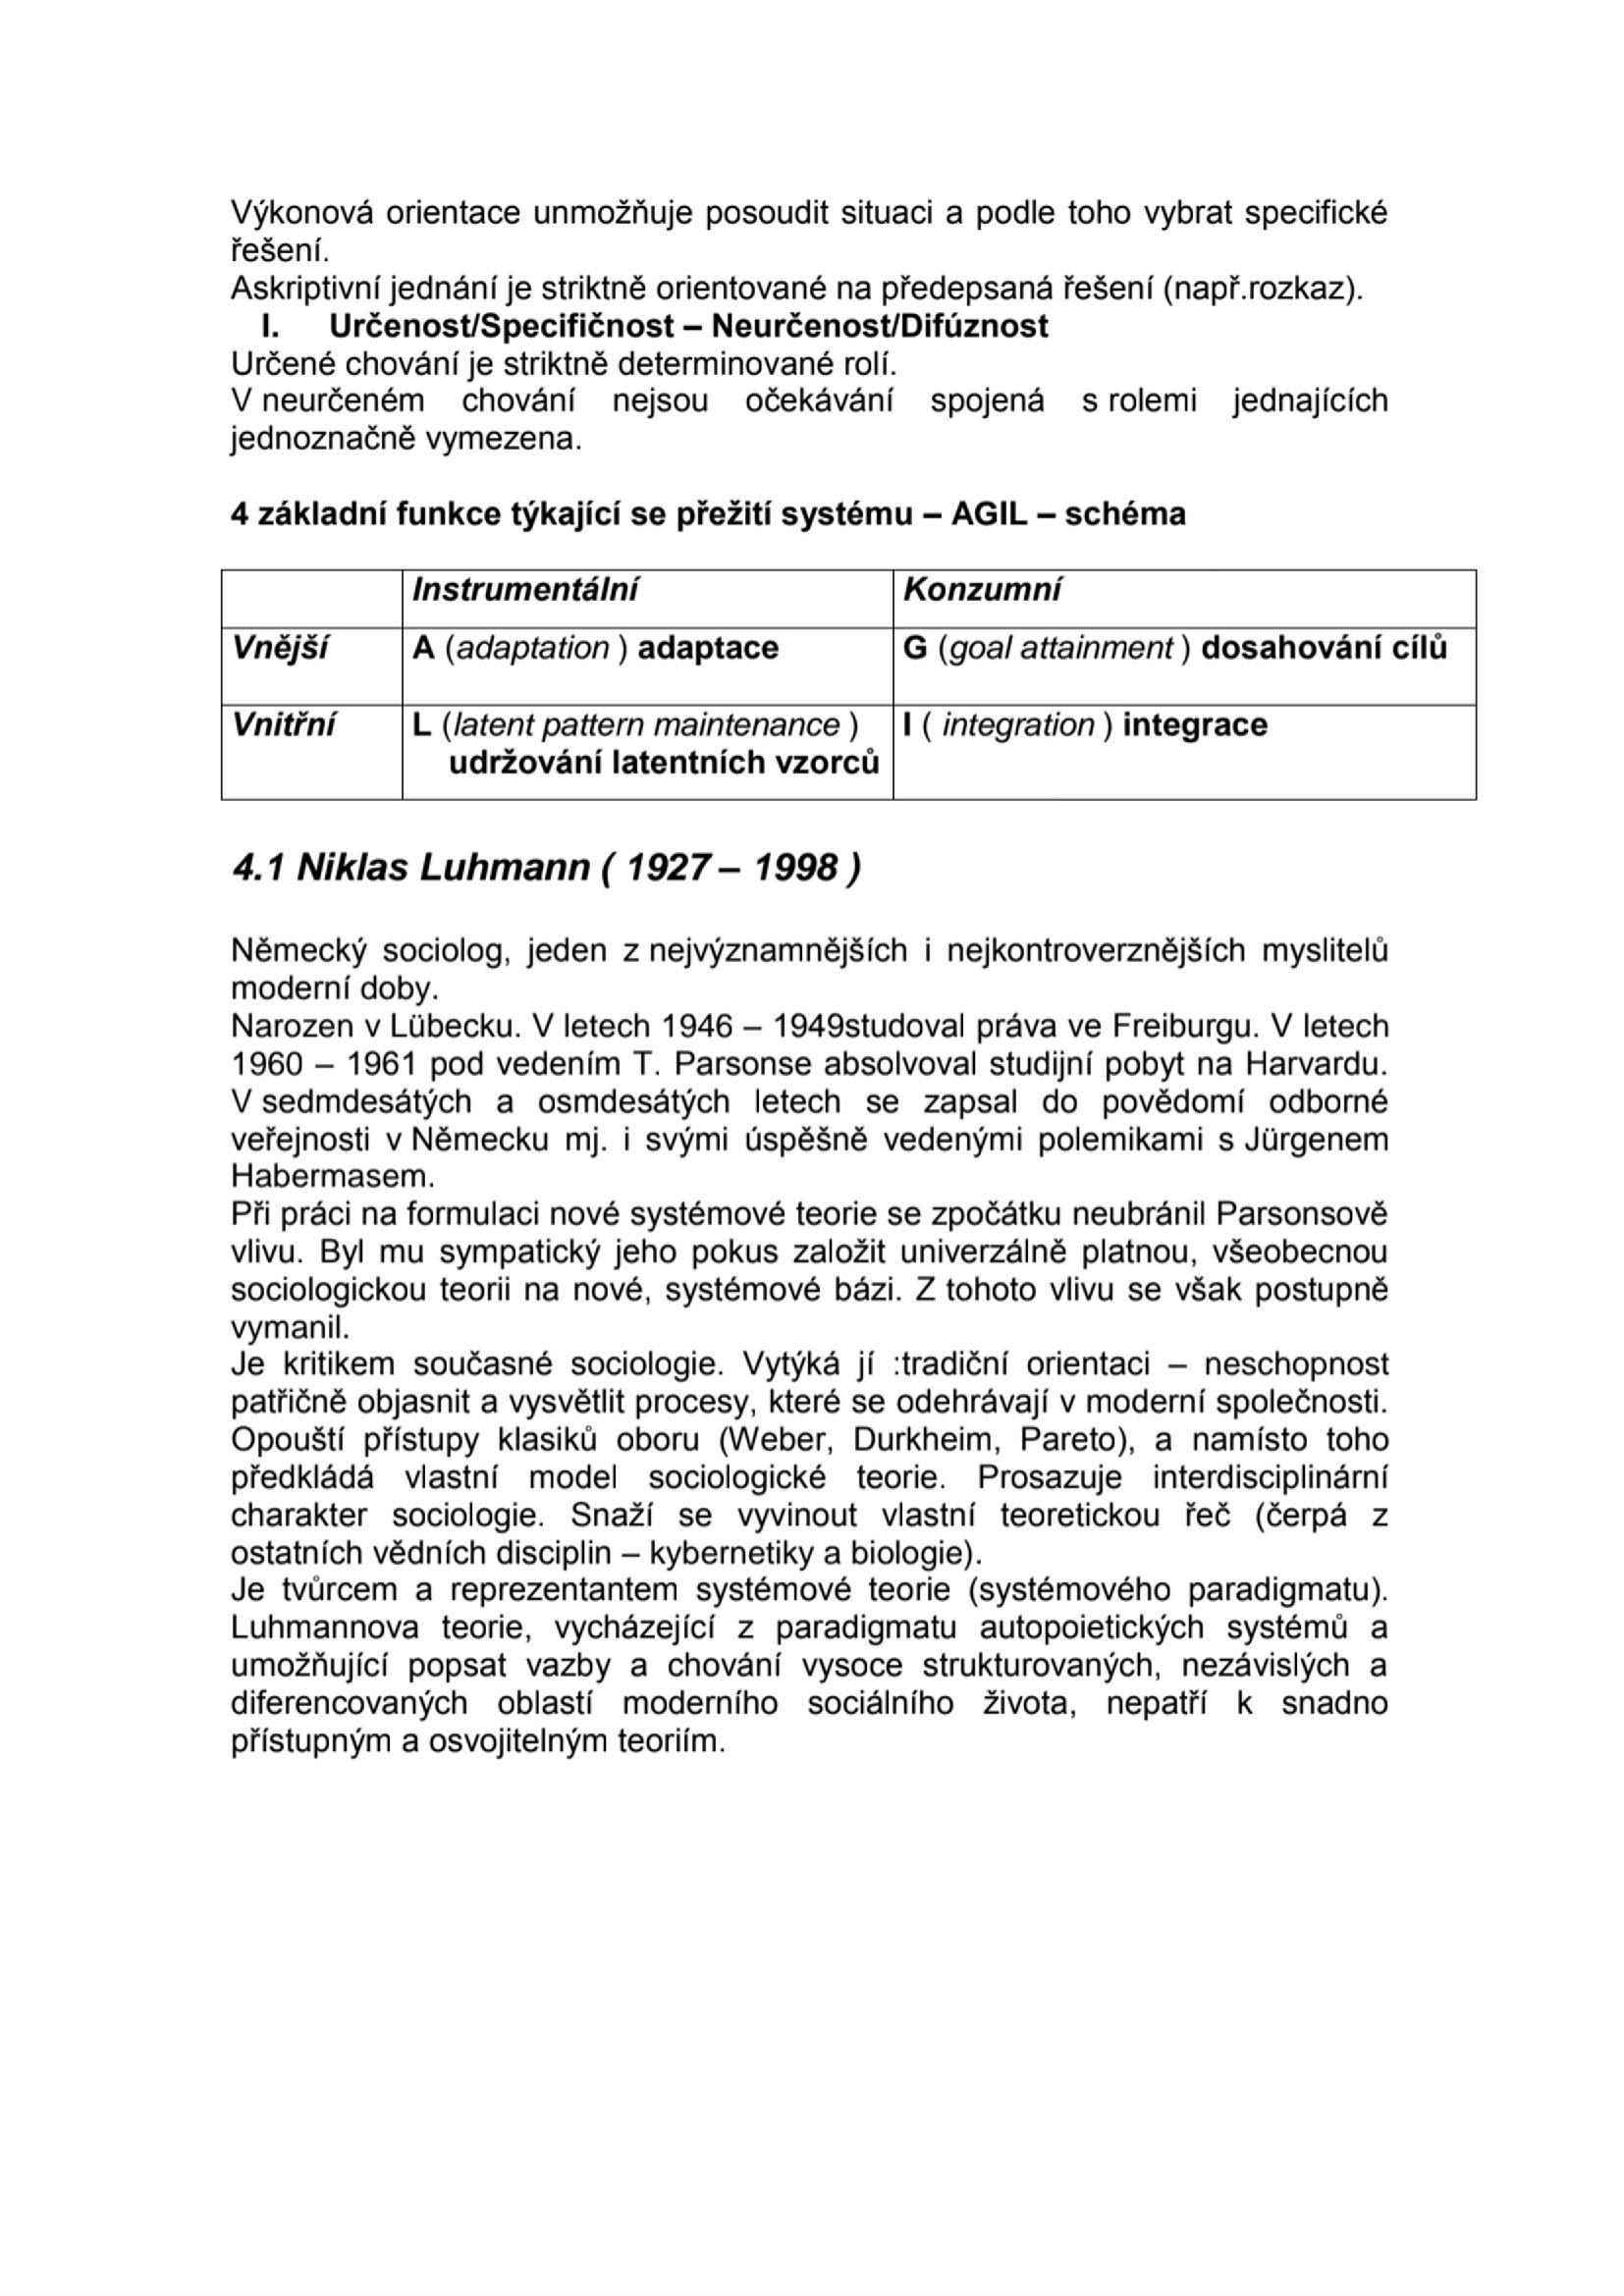 Výkonová orientace unmožňuje posoudit situaci a podle toho vybrat specifické
řešení.
Askriptivní jednání je striktně orientované na předepsaná řešení (např.rozkaz).
I. Určenost/Specifičnost – Neurčenost/Difúznost
Určené chování je striktně determinované rolí.
V neurčeném chování nejsou očekávání spojená s rolemi jednajících
jednoznačně vymezena.
4 základní funkce týkající se přežití systému – AGIL – schéma
Instrumentální Konzumní
Vnější A (adaptation ) adaptace G (goal attainment ) dosahování cílů
Vnitřní L (latent pattern maintenance ) I ( integration ) integrace
udržování latentních vzorců
4.1 Niklas Luhmann ( 1927 – 1998 )
Německý sociolog, jeden z nejvýznamnějších i nejkontroverznějších myslitelů
moderní doby.
Narozen v Lübecku. V letech 1946 – 1949studoval práva ve Freiburgu. V letech
1960 – 1961 pod vedením T. Parsonse absolvoval studijní pobyt na Harvardu.
V sedmdesátých a osmdesátých letech se zapsal do povědomí odborné
veřejnosti v Německu mj. i svými úspěšně vedenými polemikami s Jürgenem
Habermasem.
Při práci na formulaci nové systémové teorie se zpočátku neubránil Parsonsově
vlivu. Byl mu sympatický jeho pokus založit univerzálně platnou, všeobecnou
sociologickou teorii na nové, systémové bázi. Z tohoto vlivu se však postupně
vymanil.
Je kritikem současné sociologie. Vytýká jí :tradiční orientaci – neschopnost
patřičně objasnit a vysvětlit procesy, které se odehrávají v moderní společnosti.
Opouští přístupy klasiků oboru (Weber, Durkheim, Pareto), a namísto toho
předkládá vlastní model sociologické teorie. Prosazuje interdisciplinární
charakter sociologie. Snaží se vyvinout vlastní teoretickou řeč (čerpá z
ostatních vědních disciplin – kybernetiky a biologie).
Je tvůrcem a reprezentantem systémové teorie (systémového paradigmatu).
Luhmannova teorie, vycházející z paradigmatu autopoietických systémů a
umožňující popsat vazby a chování vysoce strukturovaných, nezávislých a
diferencovaných oblastí moderního sociálního života, nepatří k snadno
přístupným a osvojitelným teoriím.